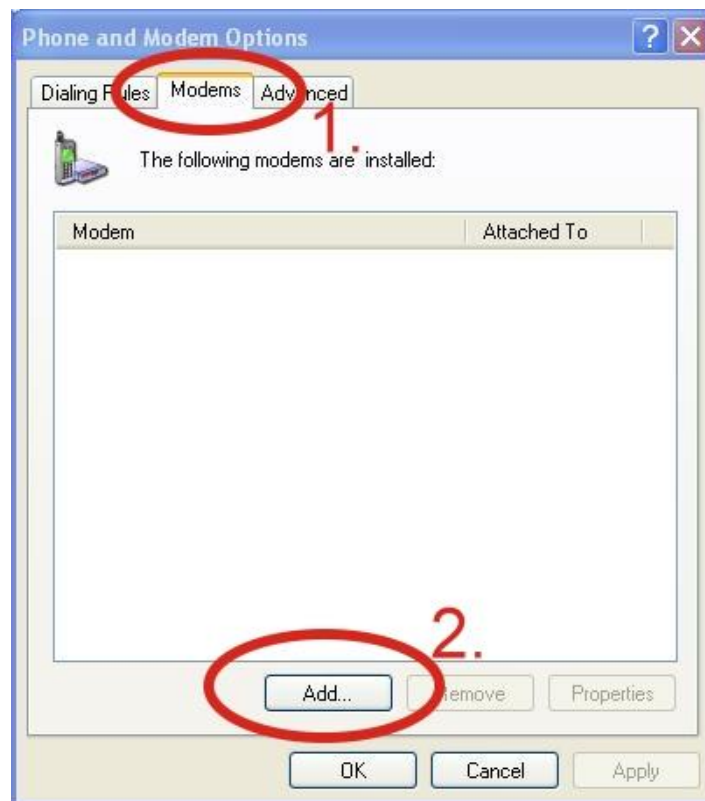 Phone and Modem Options
Dialing Rules Modems Advanced
1.
The following modems are installed:
Modem Attached To
2.
Add... Remove Properties
OK Cancel Apply